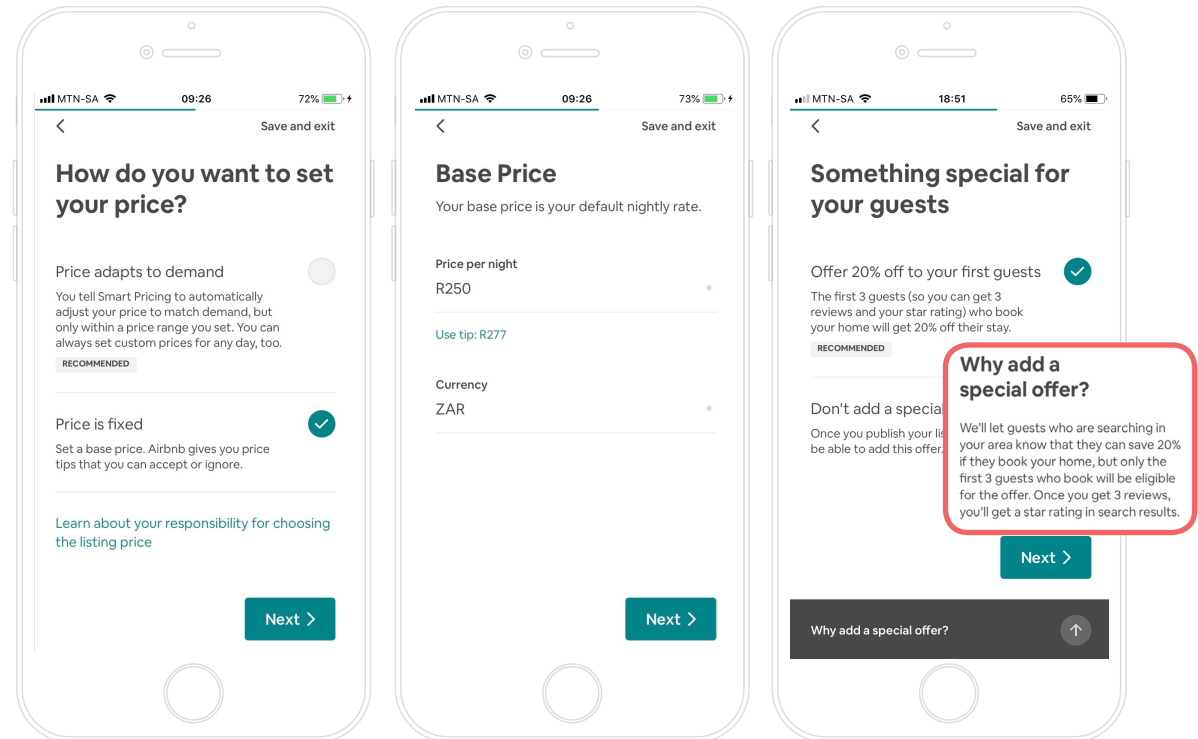 MTN-SA 09:26 72%
Save and exit
How do you want to set
your price?
Price adapts to demand
You tell Smart Pricing to automatically
adjust your price to match demand, but
only within a price range you set. You can
always set custom prices for any day, too.
RECOMMENDED
Price is fixed
Set a base price. Airbnb gives you price
tips that you can accept or ignore.
Learn about your responsibility for choosing
the listing price
Next
MTN-SA 09:26 73%
Save and exit
Base Price
Your base price is your default nightly rate.
Price per night
R250
Use tip: R277
Currency
ZAR
Next
MTN-SA 18:51 65%
Save and exit
Something special for
your guests
Offer 20% off to your first guests
The first 3 guests (so you can get 3
reviews and your star rating) who book
your home will get 20% off their stay.
RECOMMENDED
Don't add a special
Once you publish your
be able to add this offer.
Why add a
special offer?
We'll let guests who are searching in
your area know that they can save 20%
if they book your home, but only the
first 3 guests who book will be eligible
for the offer. Once you get 3 reviews,
you'll get a star rating in search results.
Next
Why add a special offer?